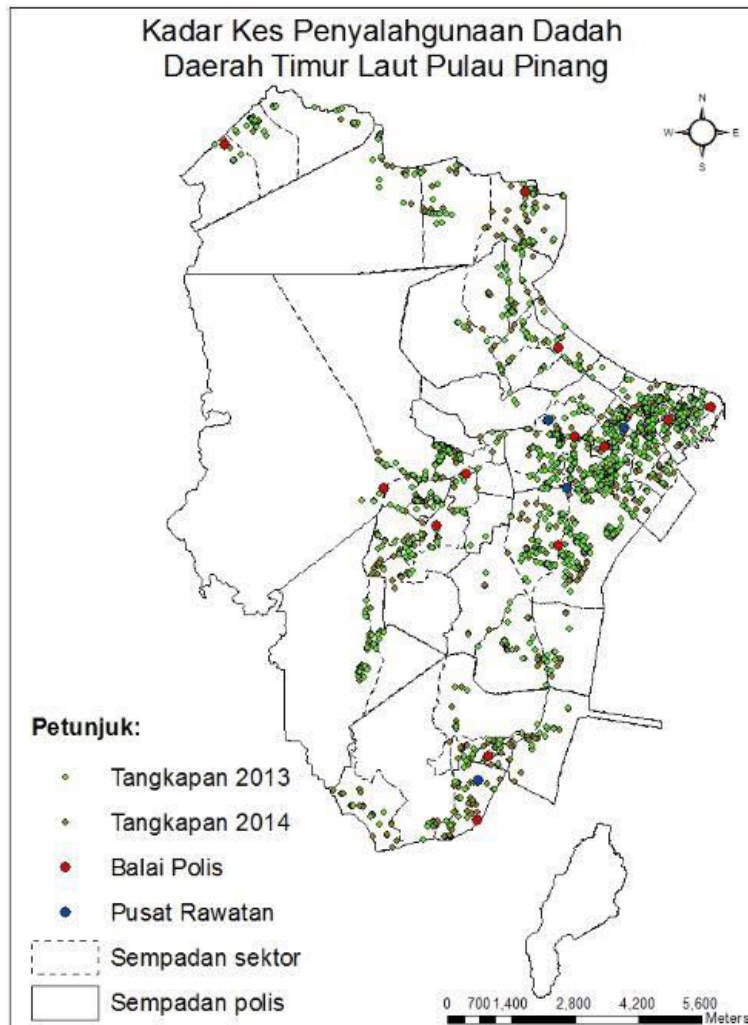 Kadar Kes Penyalahgunaan Dadah
Daerah Timur Laut Pulau Pinang
N
W E
S
Petunjuk:
Tangkapan 2013
Tangkapan 2014
Balai Polis
Pusat Rawatan
Sempadan sektor
Sempadan polis
0 700 1,400 2,800 4,200 5,600
Meters